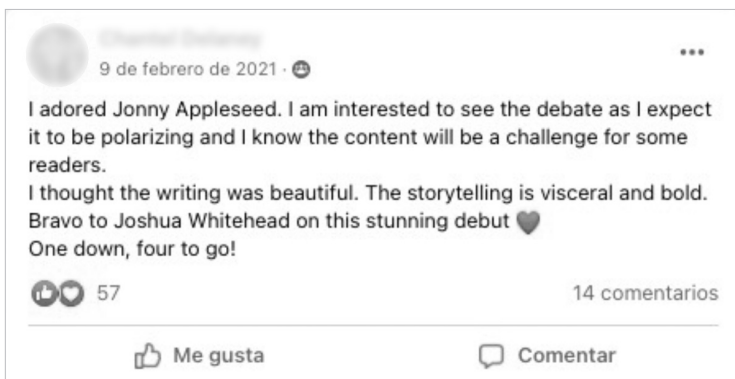 9 de febrero de 2021 ·
I adored Jonny Appleseed. I am interested to see the debate as I expect
it to be polarizing and I know the content will be a challenge for some
readers.
I thought the writing was beautiful. The storytelling is visceral and bold.
Bravo to Joshua Whitehead on this stunning debut 🖤
One down, four to go!
57
14 comentarios
Me gusta
Comentar